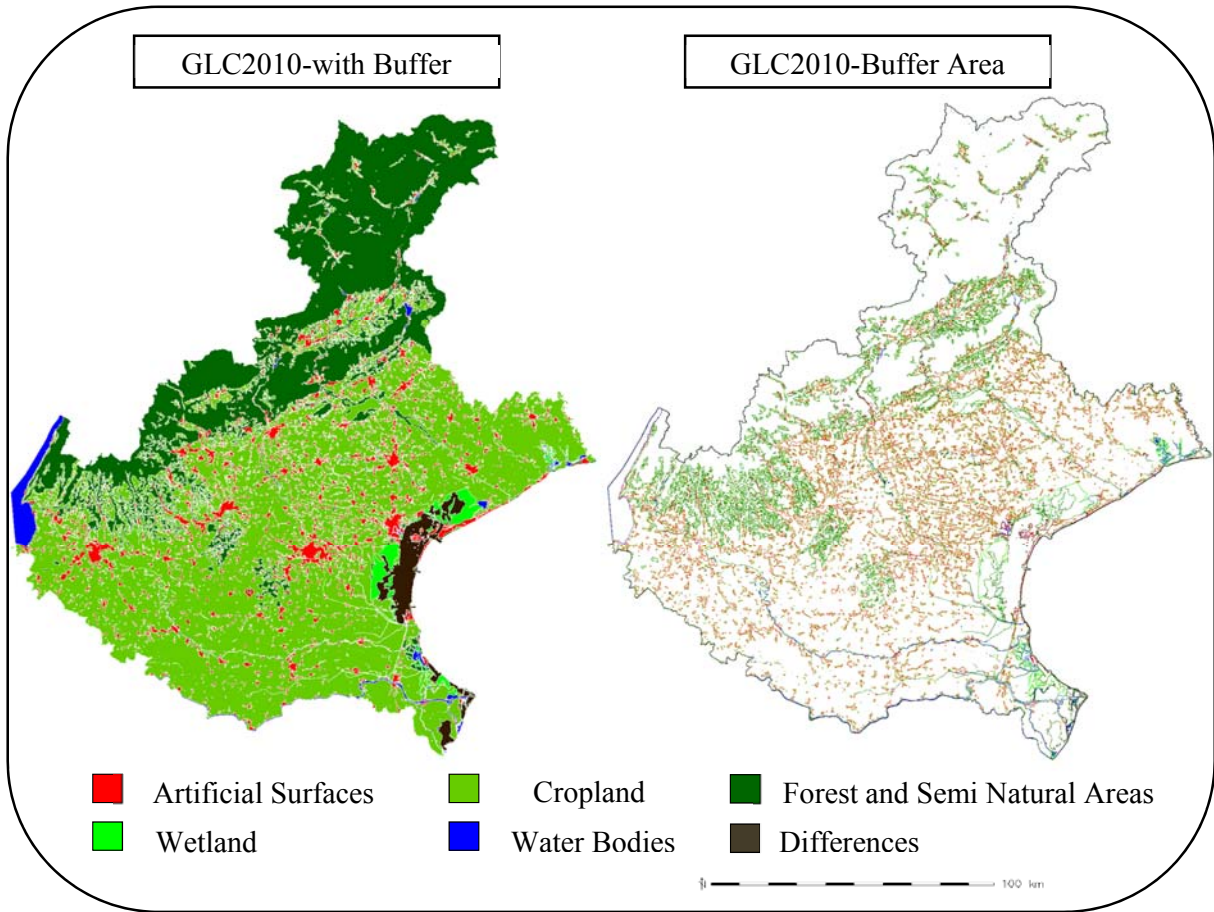 GLC2010-with Buffer
GLC2010-Buffer Area
Artificial Surfaces
Cropland
Forest and Semi Natural Areas
Wetland
Water Bodies
Differences
100 km